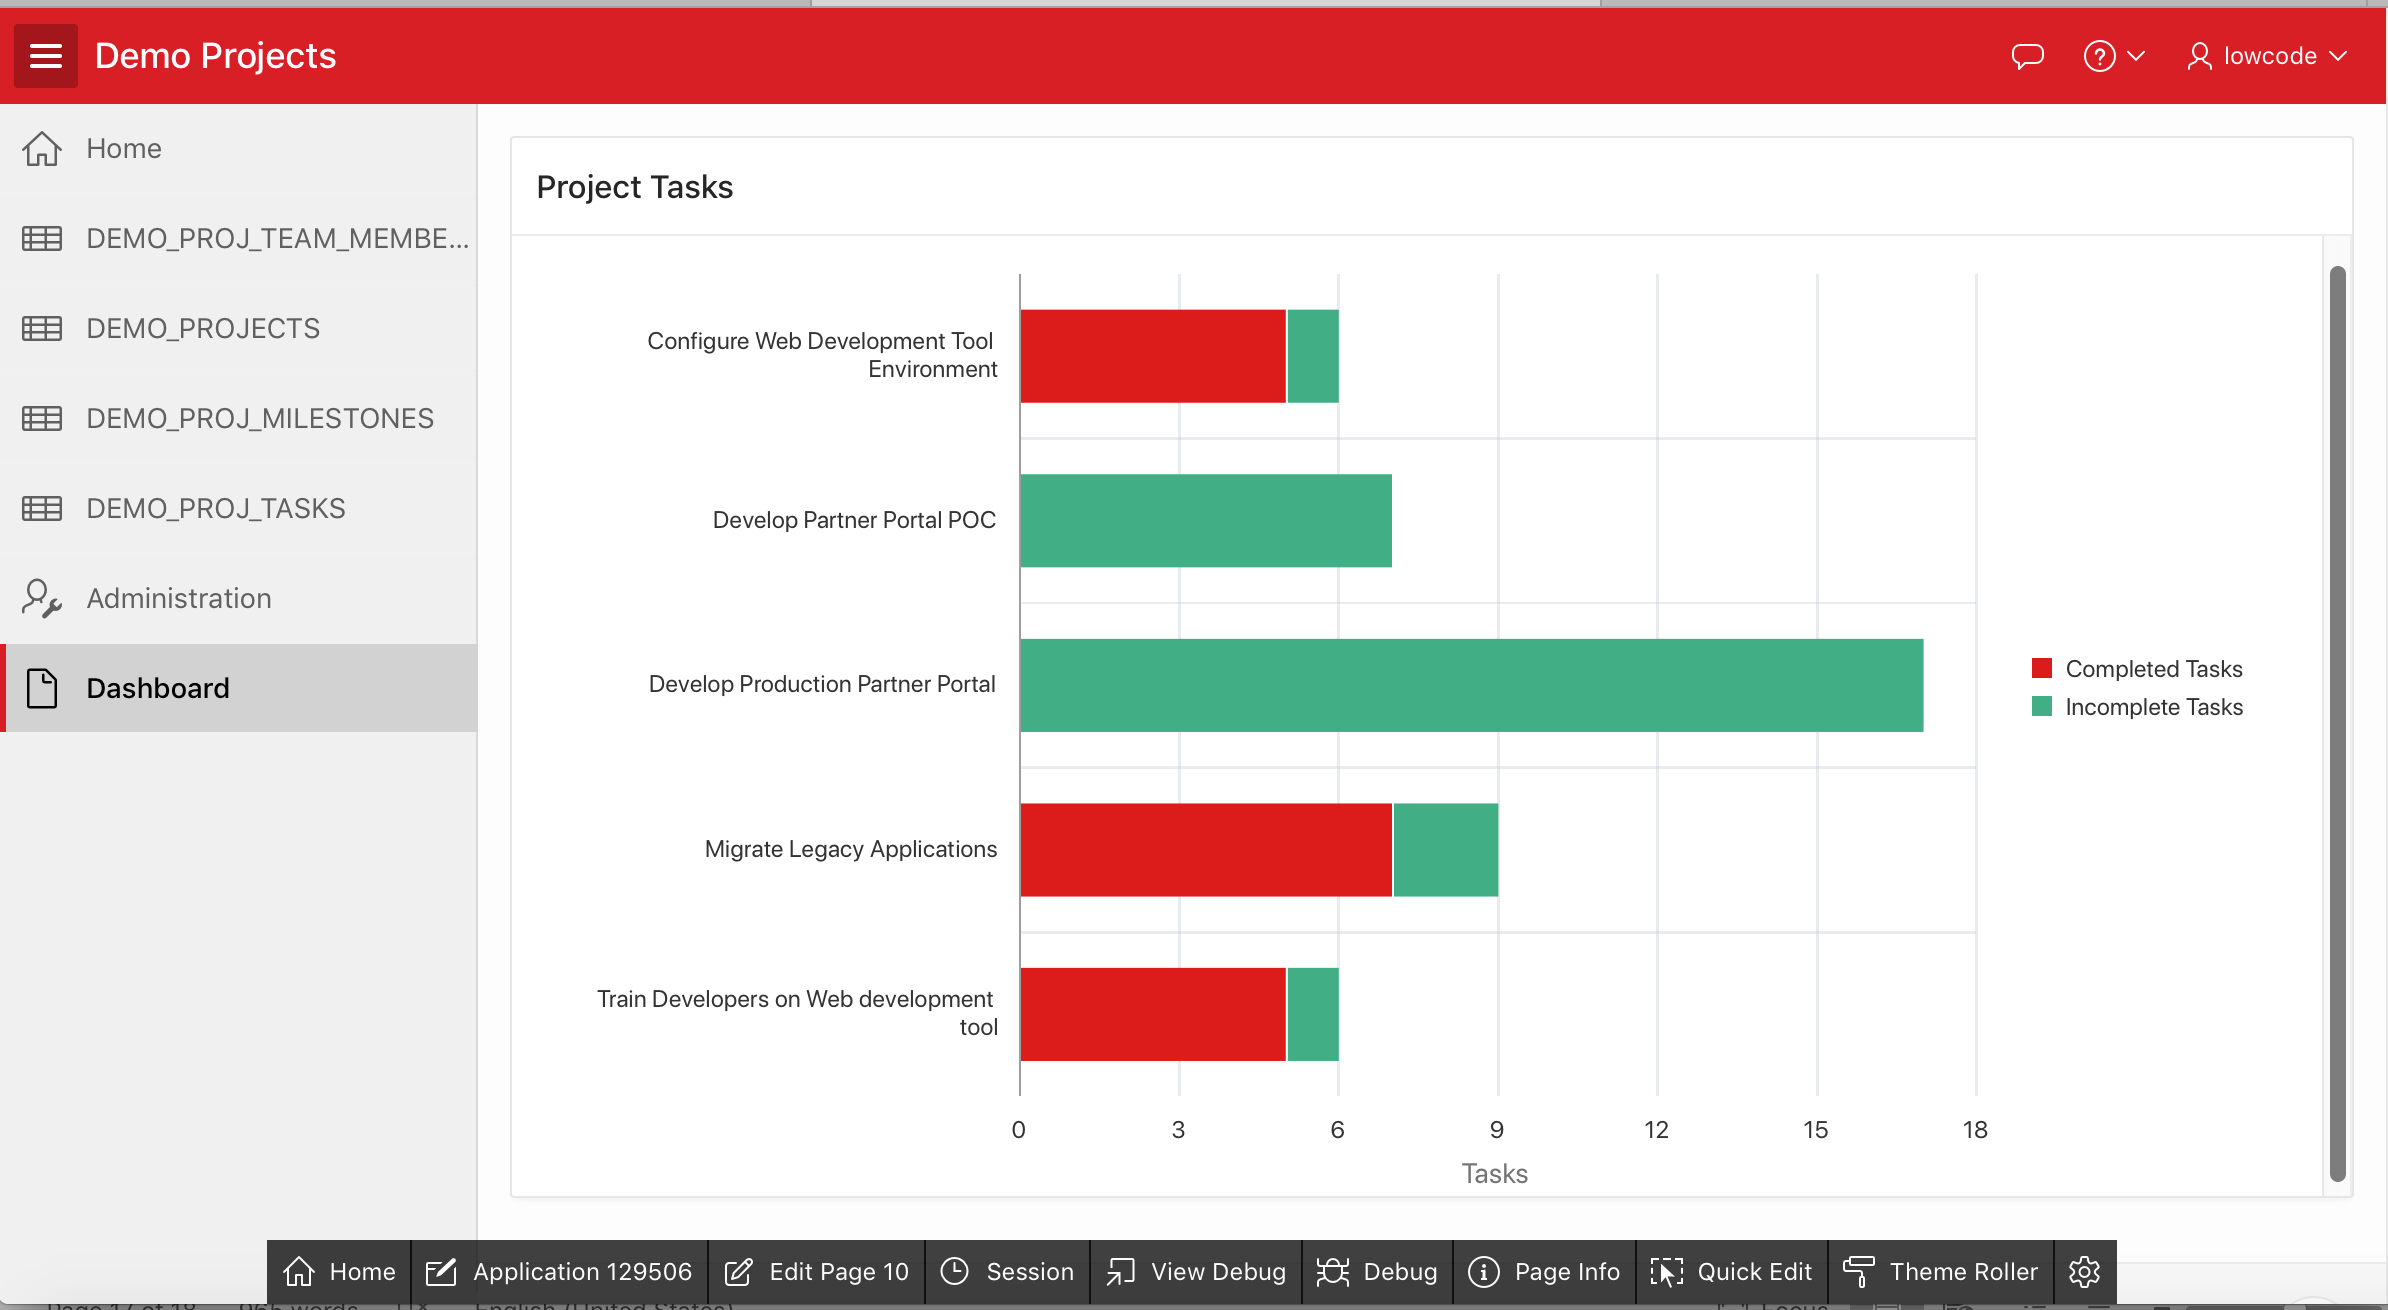 Demo Projects
lowcode
Home
DEMO_PROJ_TEAM_MEMBE...
DEMO_PROJECTS
DEMO_PROJ_MILESTONES
DEMO_PROJ_TASKS
Administration
Dashboard
Project Tasks
Configure Web Development Tool
Environment
Develop Partner Portal POC
Develop Production Partner Portal
Migrate Legacy Applications
Train Developers on Web development
tool
0 3 6 9 12 15 18
Tasks
Completed Tasks
Incomplete Tasks
Home Application 129506 Edit Page 10 Session View Debug Debug Page Info Quick Edit Theme Roller